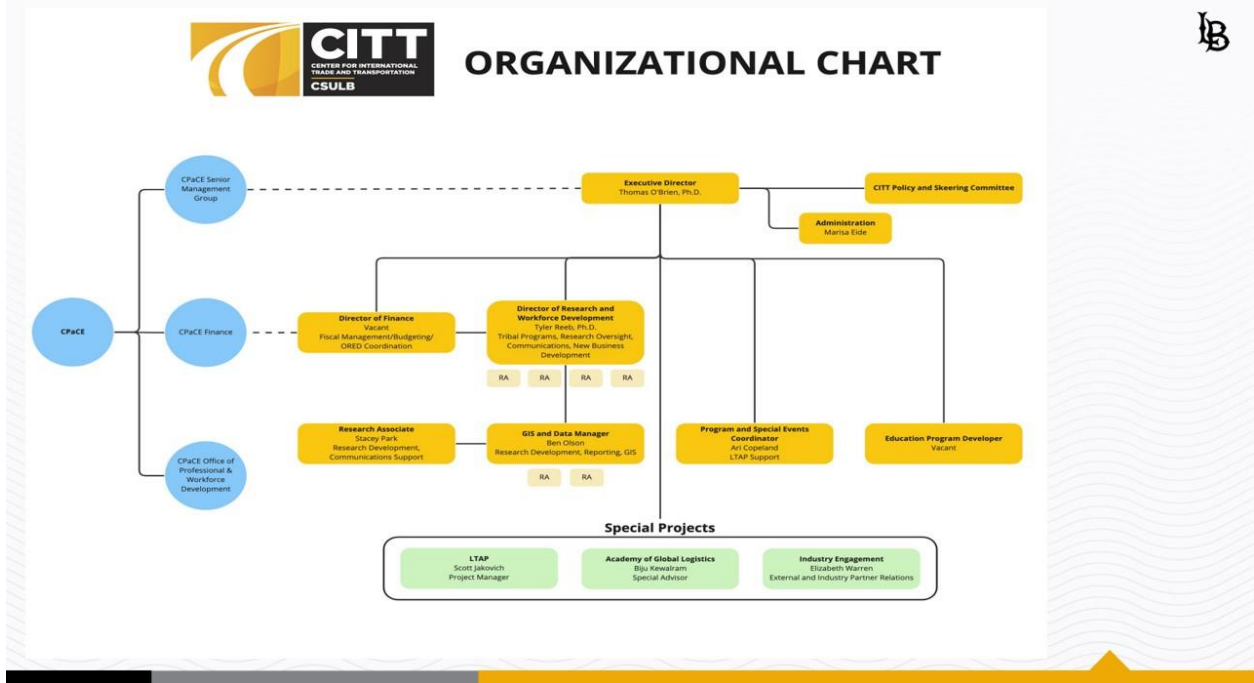 CITT
CENTER FOR INTERNATIONAL
TRADE AND TRANSPORTATION
CSULB
ORGANIZATIONAL CHART
LB
CPaCE Senior
Management
Group
Executive Director
Thomas O'Brien, Ph.D.
CITT Policy and Skeering Committee
Administration
Marisa Eide
CPaCE
CPaCE Finance
Director of Finance
Vacant
Fiscal Management/Budgeting/
ORED Coordination
Director of Research and
Workforce Development
Tyler Reeb, Ph.D.
Tribal Programs, Research Oversight,
Communications, New Business
Development
RA
RA
RA
RA
CPaCE Office of
Professional &
Workforce
Development
Research Associate
Stacey Park
Research Development,
Communications Support
GIS and Data Manager
Ben Olson
Research Development, Reporting, GIS
RA
RA
Program and Special Events
Coordinator
Ari Copeland
LTAP Support
Education Program Developer
Vacant
Special Projects
LTAP
Scott Jakovich
Project Manager
Academy of Global Logistics
Biju Kewalram
Special Advisor
Industry Engagement
Elizabeth Warren
External and Industry Partner Relations